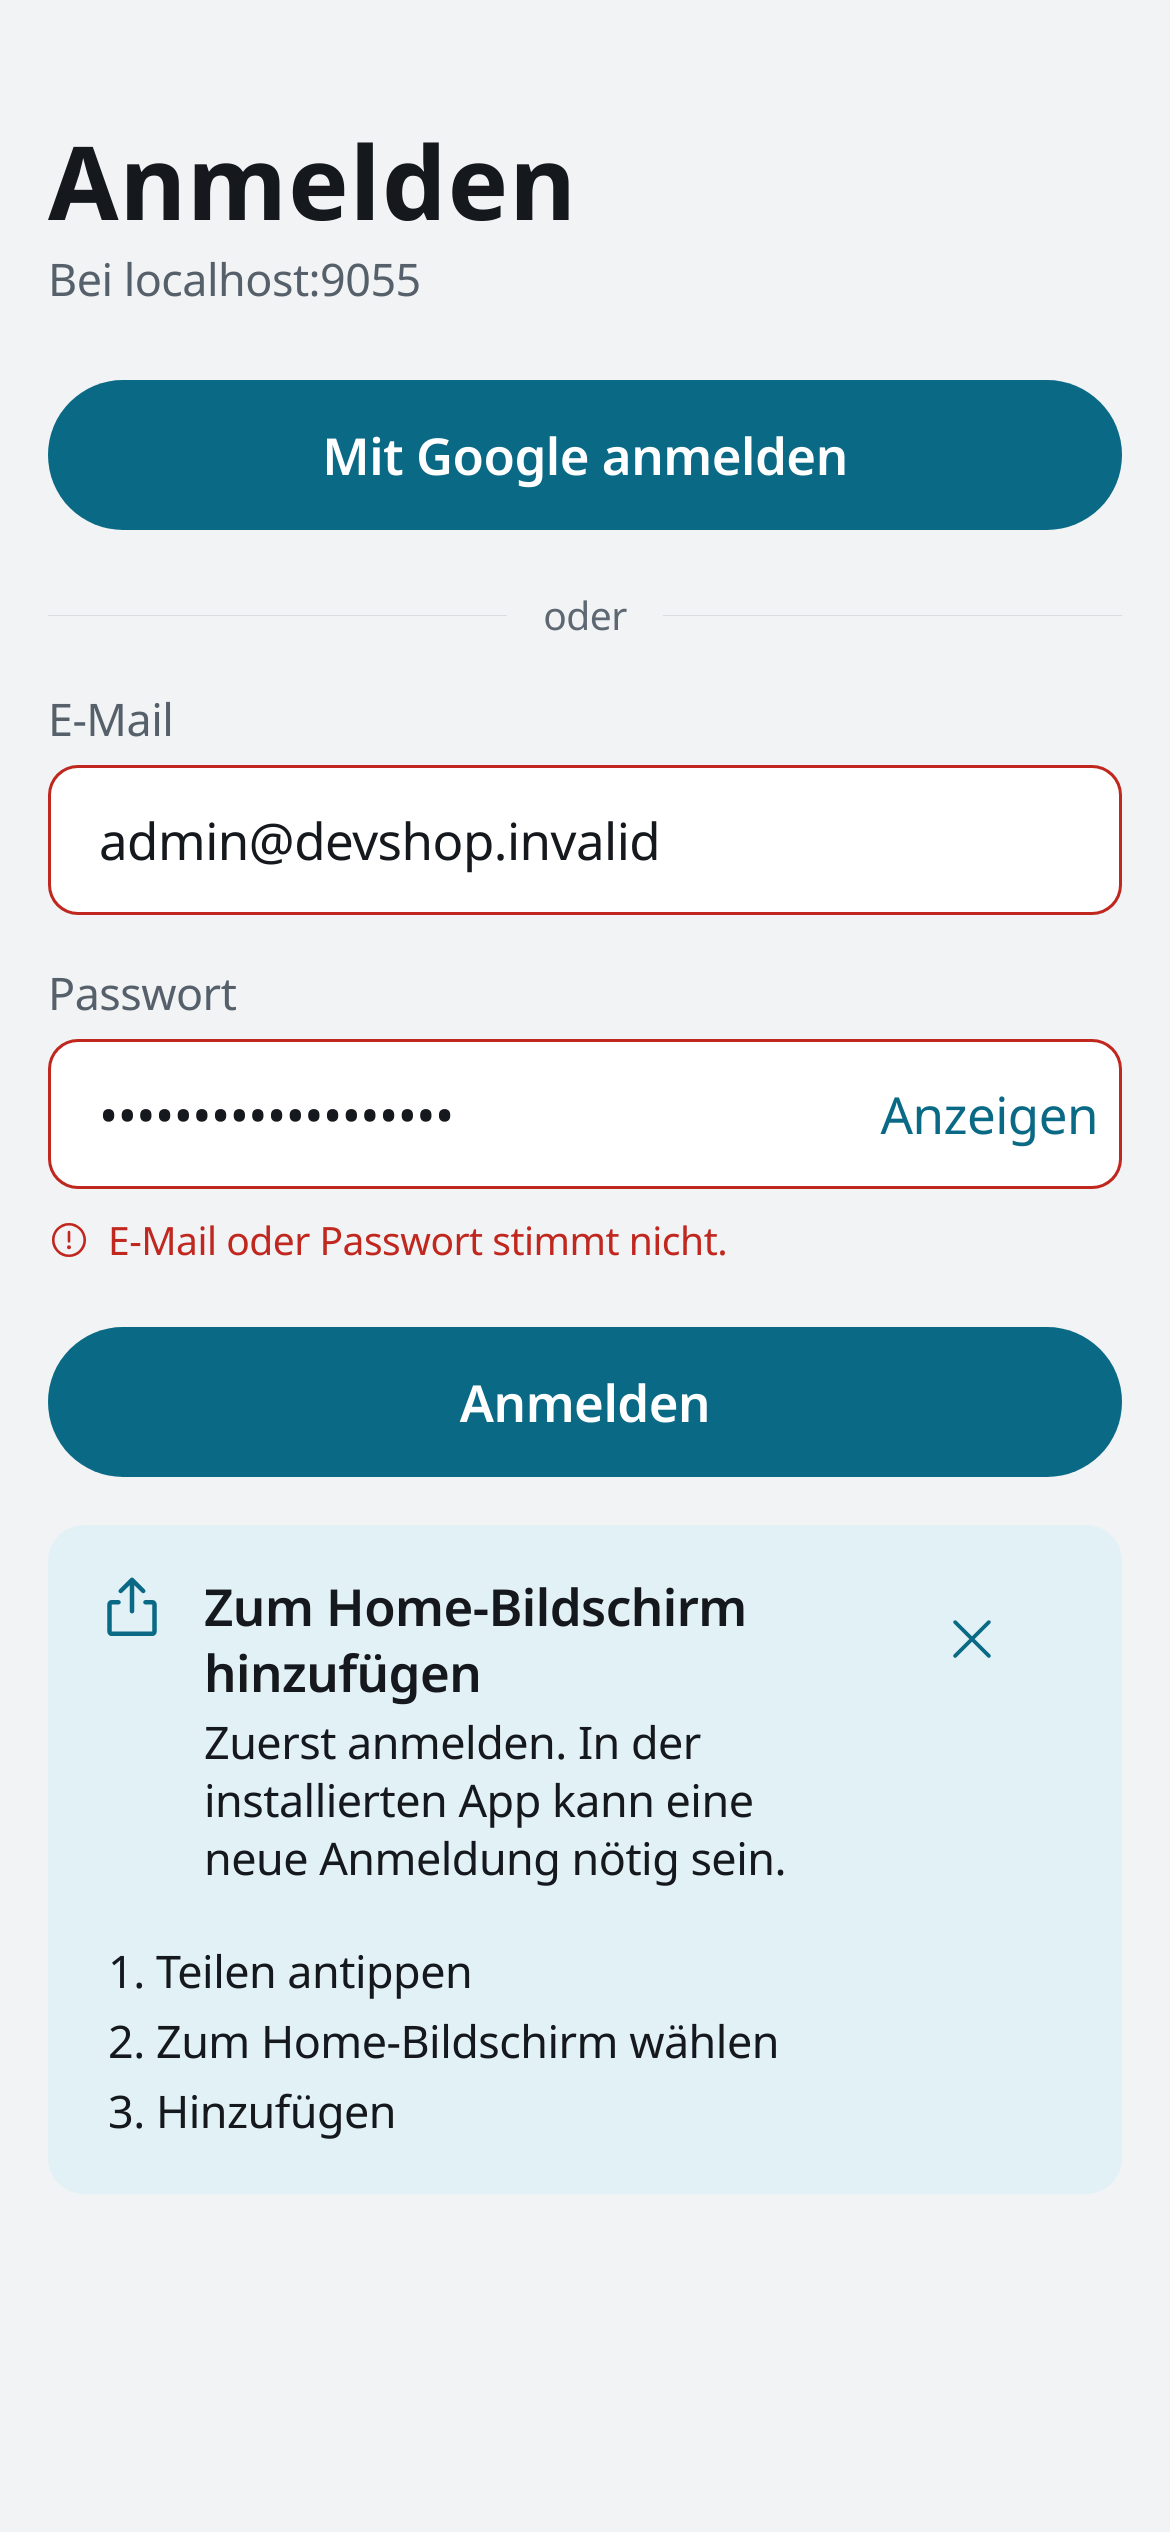 Anmelden
Bei localhost:9055
Mit Google anmelden
oder
E-Mail
admin@devshop.invalid
Passwort
•••••••••••••••••••
Anzeigen
E-Mail oder Passwort stimmt nicht.
Anmelden
Zum Home-Bildschirm
hinzufügen
Zuerst anmelden. In der
installierten App kann eine
neue Anmeldung nötig sein.
1. Teilen antippen
2. Zum Home-Bildschirm wählen
3. Hinzufügen